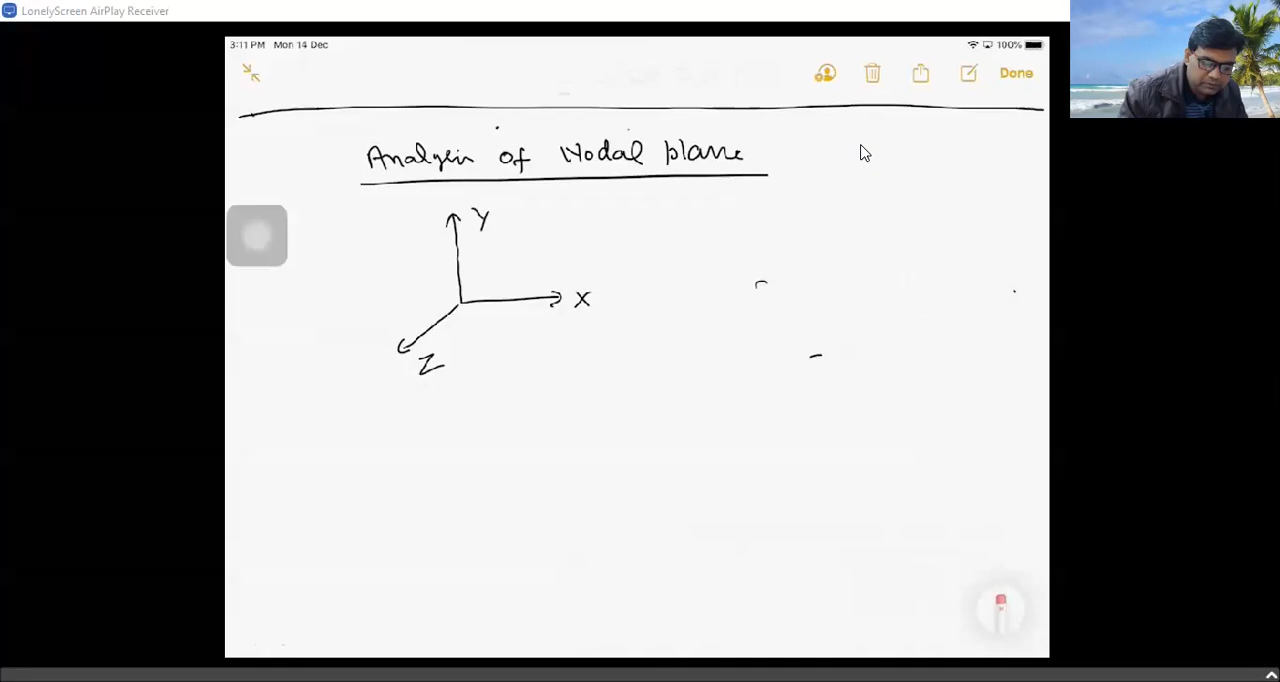 LonelyScreen AirPlay Receiver
3:11 PM Mon 14 Dec
100%
Done
Analysis of Nodal plane
Y
X
Z